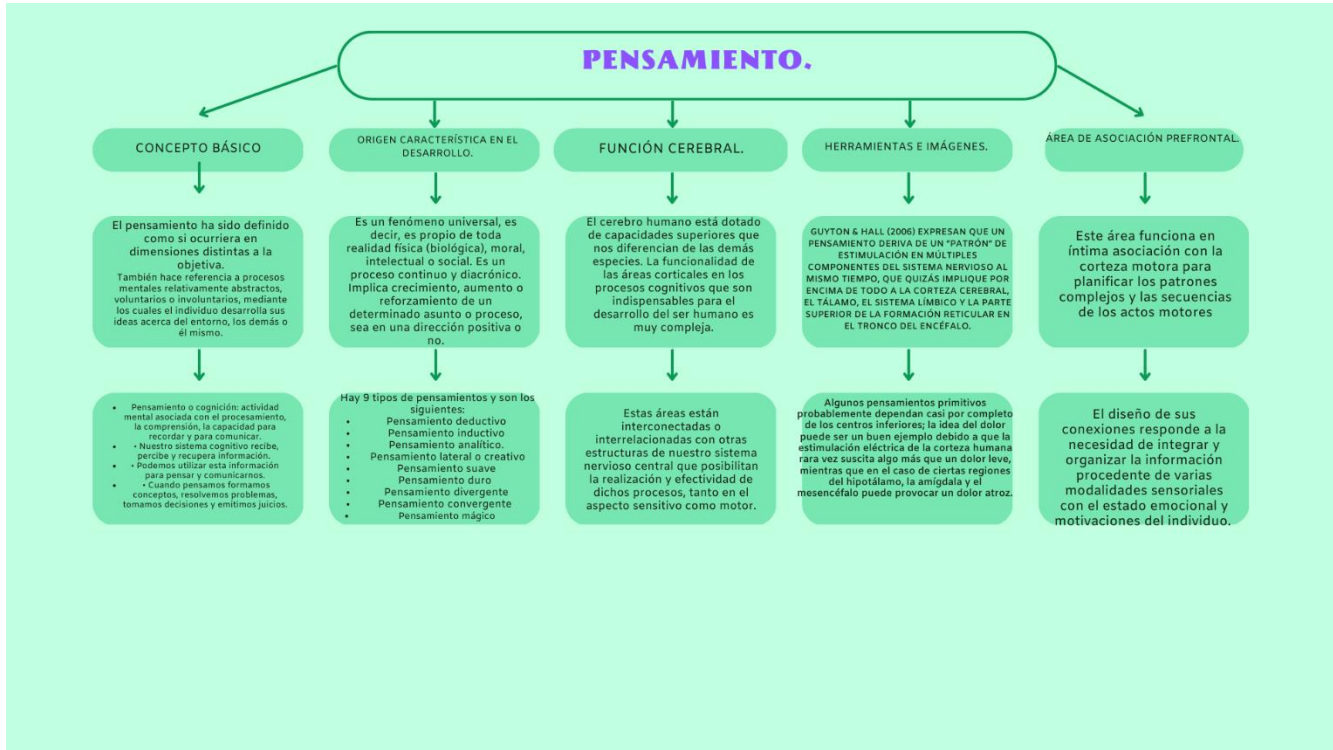 PENSAMIENTO.
CONCEPTO BÁSICO
El pensamiento ha sido definido
como si ocurriera en
dimensiones distintas a la
objetiva.
También hace referencia a procesos
mentales relativamente abstractos,
voluntarios o involuntarios, mediante
los cuales el individuo desarrolla sus
ideas acerca del entorno, los demás o
él mismo.
• Pensamiento o cognición: actividad
mental asociada con el procesamiento,
la comprensión, la capacidad para
recordar y para comunicar.
• • Nuestro sistema cognitivo recibe,
percibe y recupera información.
• • Podemos utilizar esta información
para pensar y comunicarnos.
• • Cuando pensamos formamos
conceptos, resolvemos problemas,
tomamos decisiones y emitimos juicios.
ORIGEN CARACTERÍSTICA EN EL
DESARROLLO.
Es un fenómeno universal, es
decir, es propio de toda
realidad física (biológica), moral,
intelectual o social. Es un
proceso continuo y diacrónico.
Implica crecimiento, aumento o
reforzamiento de un
determinado asunto o proceso,
sea en una dirección positiva o
no.
Hay 9 tipos de pensamientos y son los
siguientes:
• Pensamiento deductivo
• Pensamiento inductivo
• Pensamiento analítico.
• Pensamiento lateral o creativo
• Pensamiento suave
• Pensamiento duro
• Pensamiento divergente
• Pensamiento convergente
• Pensamiento mágico
FUNCIÓN CEREBRAL.
El cerebro humano está dotado
de capacidades superiores que
nos diferencian de las demás
especies. La funcionalidad de
las áreas corticales en los
procesos cognitivos que son
indispensables para el
desarrollo del ser humano es
muy compleja.
Estas áreas están
interconectadas o
interrelacionadas con otras
estructuras de nuestro sistema
nervioso central que posibilitan
la realización y efectividad de
dichos procesos, tanto en el
aspecto sensitivo como motor.
HERRAMIENTAS E IMÁGENES.
GUYTON & HALL (2006) EXPRESAN QUE UN
PENSAMIENTO DERIVA DE UN "PATRÓN" DE
ESTIMULACIÓN EN MÚLTIPLES
COMPONENTES DEL SISTEMA NERVIOSO AL
MISMO TIEMPO, QUE QUIZÁS IMPLIQUE POR
ENCIMA DE TODO A LA CORTEZA CEREBRAL,
EL TÁLAMO, EL SISTEMA LÍMBICO Y LA PARTE
SUPERIOR DE LA FORMACIÓN RETICULAR EN
EL TRONCO DEL ENCÉFALO.
Algunos pensamientos primitivos
probablemente dependan casi por completo
de los centros inferiores; la idea del dolor
puede ser un buen ejemplo debido a que la
estimulación eléctrica de la corteza humana
rara vez suscita algo más que un dolor leve,
mientras que en el caso de ciertas regiones
del hipotálamo, la amígdala y el
mesencéfalo puede provocar un dolor atroz.
ÁREA DE ASOCIACIÓN PREFRONTAL.
Este área funciona en
íntima asociación con la
corteza motora para
planificar los patrones
complejos y las secuencias
de los actos motores
El diseño de sus
conexiones responde a la
necesidad de integrar y
organizar la información
procedente de varias
modalidades sensoriales
con el estado emocional y
motivaciones del individuo.